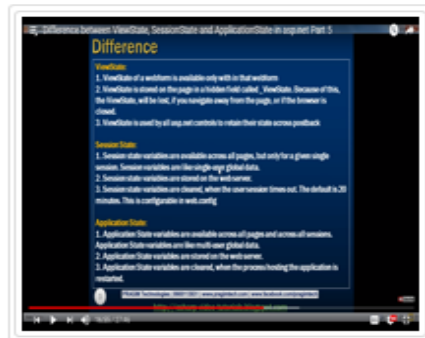 Difference between ViewState, SessionState and ApplicationState in asp.net Part 5
Difference
ViewState:
1. ViewState of a webform is available only with in that webform
2. ViewState is stored on the page in a hidden field called _ViewState. Because of this,
the ViewState, will be lost, if you navigate away from the page, or if the browser is
closed.
3. ViewState is used by all asp.net controls to retain their state across postback
Session State:
1. Session state variables are available across all pages, but only for a given single
session. Session variables are like single-user global data.
2. Session state variables are stored on the web server.
3. Session state variables are cleared, when the user session times out. The default is 20
minutes. This is configurable in web.config
Application State:
1. Application State variables are available across all pages and across all sessions.
Application State variables are like multi-user global data.
2. Application State variables are stored on the web server.
3. Application State variables are cleared, when the process hosting the application is
restarted.
PRAGIM Technologies